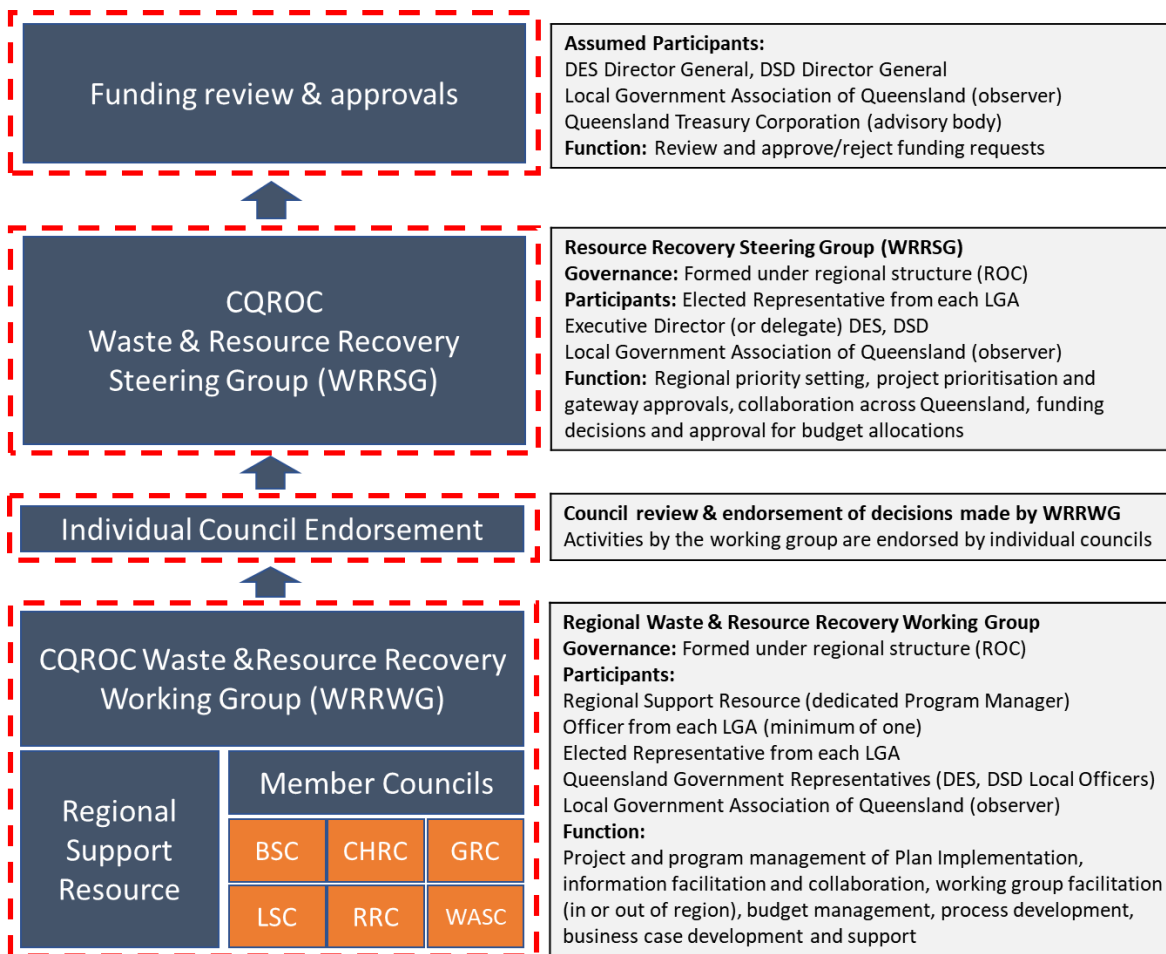 Funding review & approvals
Assumed Participants:
DES Director General, DSD Director General
Local Government Association of Queensland (observer)
Queensland Treasury Corporation (advisory body)
Function: Review and approve/reject funding requests
CQROC
Waste & Resource Recovery
Steering Group (WRRSG)
Resource Recovery Steering Group (WRRSG)
Governance: Formed under regional structure (ROC)
Participants: Elected Representative from each LGA
Executive Director (or delegate) DES, DSD
Local Government Association of Queensland (observer)
Function: Regional priority setting, project prioritisation and
gateway approvals, collaboration across Queensland, funding
decisions and approval for budget allocations
Individual Council Endorsement
Council review & endorsement of decisions made by WRRWG
Activities by the working group are endorsed by individual councils
CQROC Waste &Resource Recovery
Working Group (WRRWG)
Regional
Support
Resource
Member Councils
BSC CHRC GRC
LSC RRC WASC
Regional Waste & Resource Recovery Working Group
Governance: Formed under regional structure (ROC)
Participants:
Regional Support Resource (dedicated Program Manager)
Officer from each LGA (minimum of one)
Elected Representative from each LGA
Queensland Government Representatives (DES, DSD Local Officers)
Local Government Association of Queensland (observer)
Function:
Project and program management of Plan Implementation,
information facilitation and collaboration, working group facilitation
(in or out of region), budget management, process development,
business case development and support